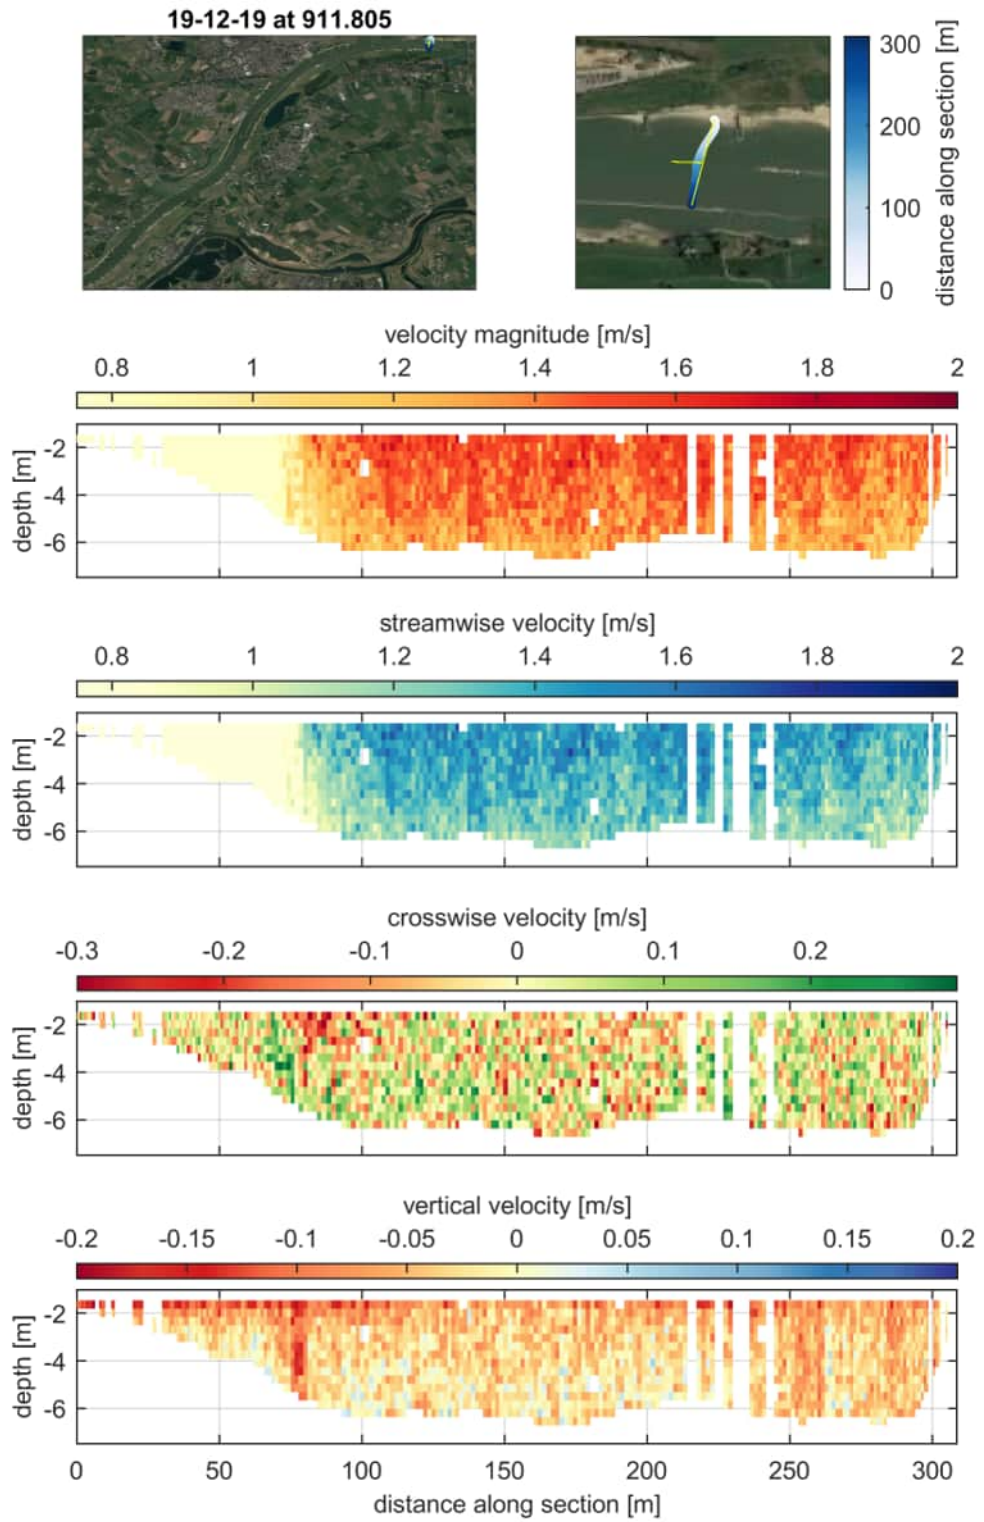 19-12-19 at 911.805
300
200
100
0
distance along section [m]
velocity magnitude [m/s]
0.8 1 1.2 1.4 1.6 1.8 2
-2
-4
-6
depth [m]
streamwise velocity [m/s]
0.8 1 1.2 1.4 1.6 1.8 2
-2
-4
-6
depth [m]
crosswise velocity [m/s]
-0.3 -0.2 -0.1 0 0.1 0.2
-2
-4
-6
depth [m]
vertical velocity [m/s]
-0.2 -0.15 -0.1 -0.05 0 0.05 0.1 0.15 0.2
-2
-4
-6
depth [m]
0 50 100 150 200 250 300
distance along section [m]